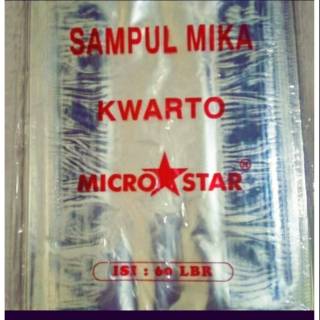 SAMPUL MIKA
KWARTO
MICRO★STAR®
ISI : 60 LBR